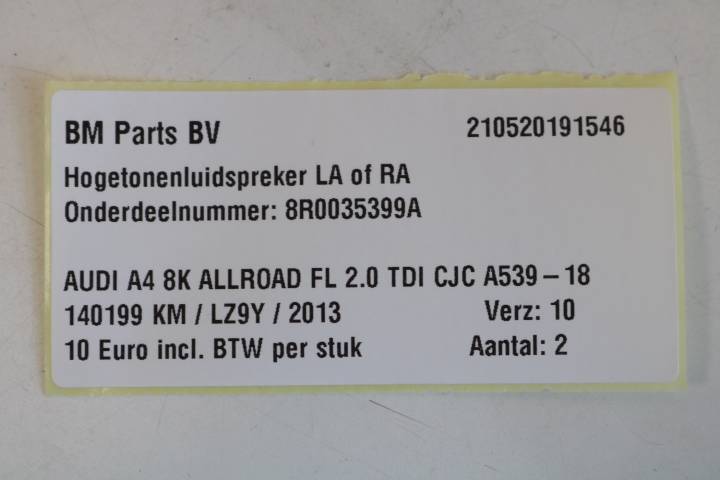 BM Parts BV 210520191546
Hogetonenluidspreker LA of RA
Onderdeelnummer: 8R0035399A
AUDI A4 8K ALLROAD FL 2.0 TDI CJC A539-18
140199 KM / LZ9Y / 2013 Verz: 10
10 Euro incl. BTW per stuk Aantal: 2